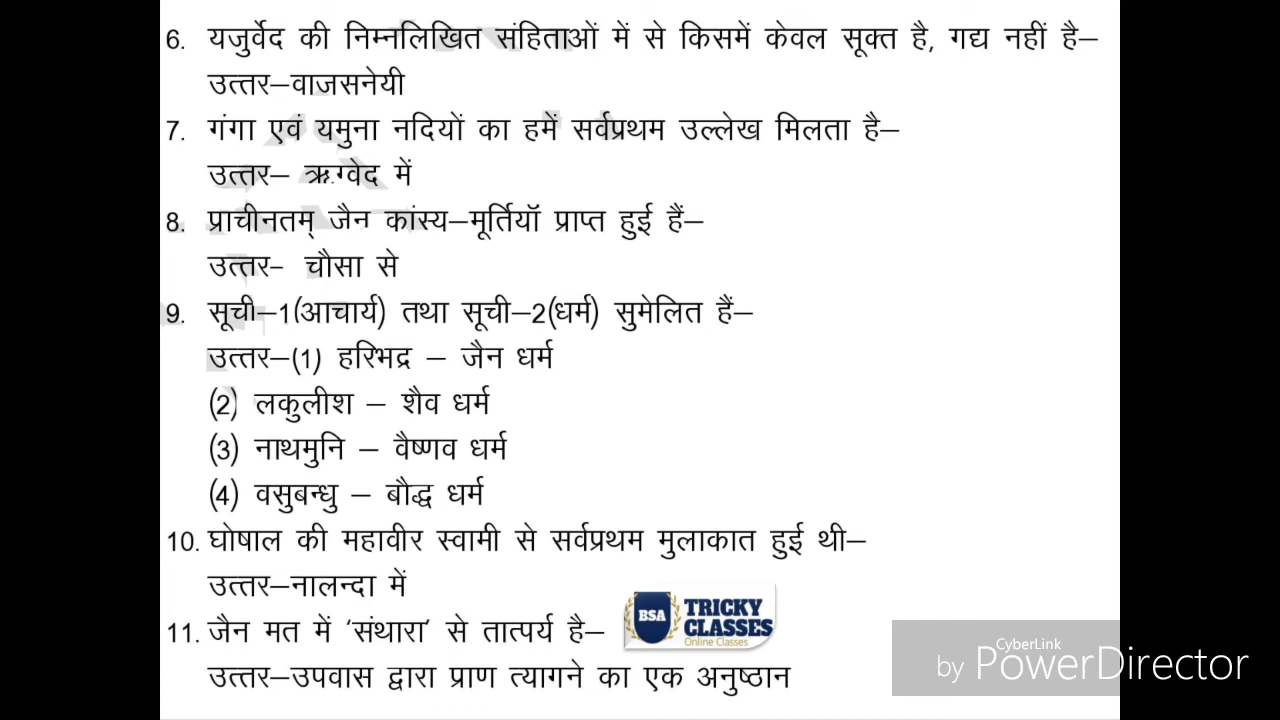 6. यजुर्वेद की निम्नलिखित संहिताओं में से किसमें केवल सूक्त है, गद्य नहीं है–
उत्तर–वाजसनेयी
7. गंगा एवं यमुना नदियों का हमें सर्वप्रथम उल्लेख मिलता है–
उत्तर– ऋग्वेद में
8. प्राचीनतम् जैन कांस्य–मूर्तियॉ प्राप्त हुई हैं–
उत्तर- चौसा से
9. सूची–1(आचार्य) तथा सूची–2(धर्म) सुमेलित हैं–
उत्तर–(1) हरिभद्र – जैन धर्म
(2) लकुलीश – शैव धर्म
(3) नाथमुनि – वैष्णव धर्म
(4) वसुबन्धु – बौद्ध धर्म
10. घोषाल की महावीर स्वामी से सर्वप्रथम मुलाकात हुई थी–
उत्तर–नालन्दा में
11. जैन मत में ‘संथारा’ से तात्पर्य है–
उत्तर–उपवास द्वारा प्राण त्यागने का एक अनुष्ठान
BSA
TRICKY
CLASSES
Online Classes
CyberLink
by PowerDirector